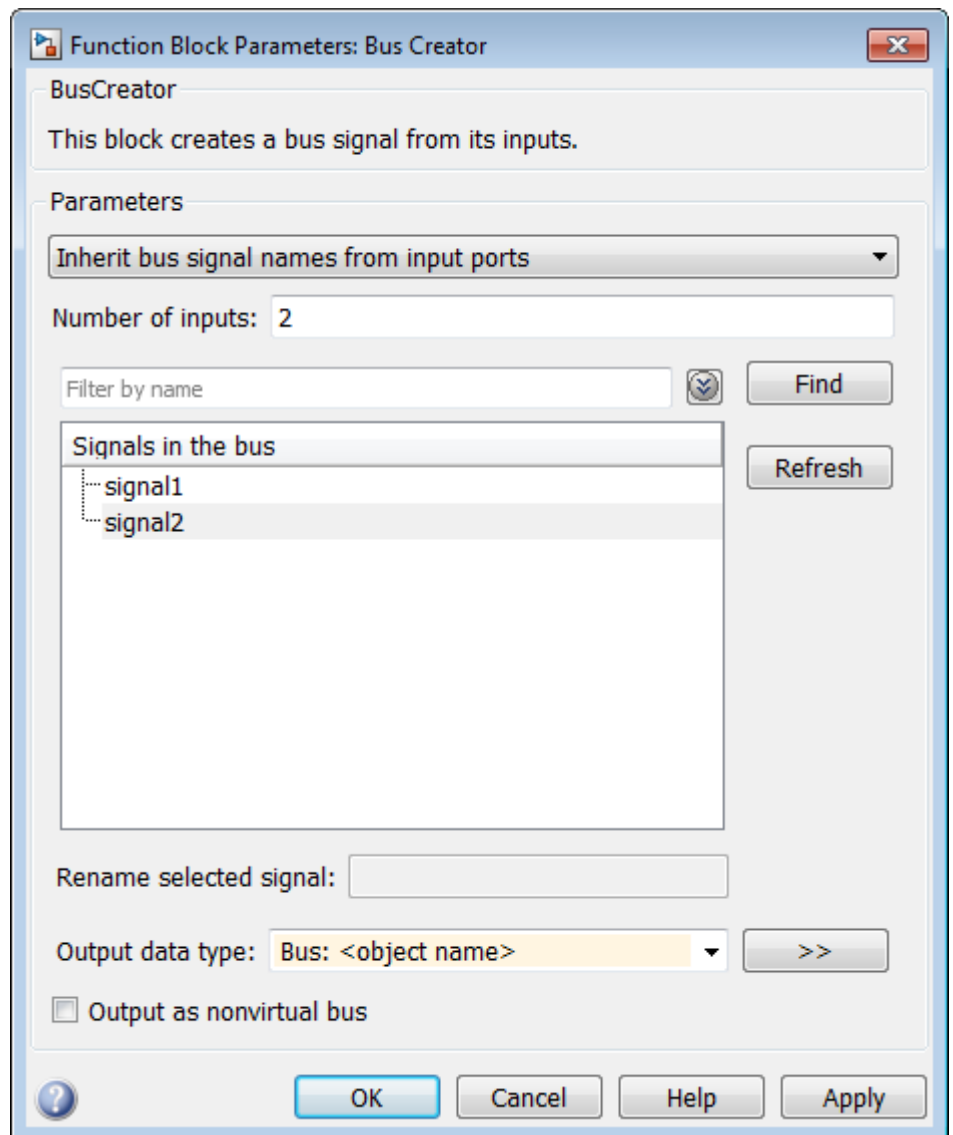 Function Block Parameters: Bus Creator
BusCreator
This block creates a bus signal from its inputs.
Parameters
Inherit bus signal names from input ports
Number of inputs: 2
Filter by name
Find
Signals in the bus
Refresh
signal1
signal2
Rename selected signal:
Output data type: Bus: <object name> >>
Output as nonvirtual bus
? OK Cancel Help Apply